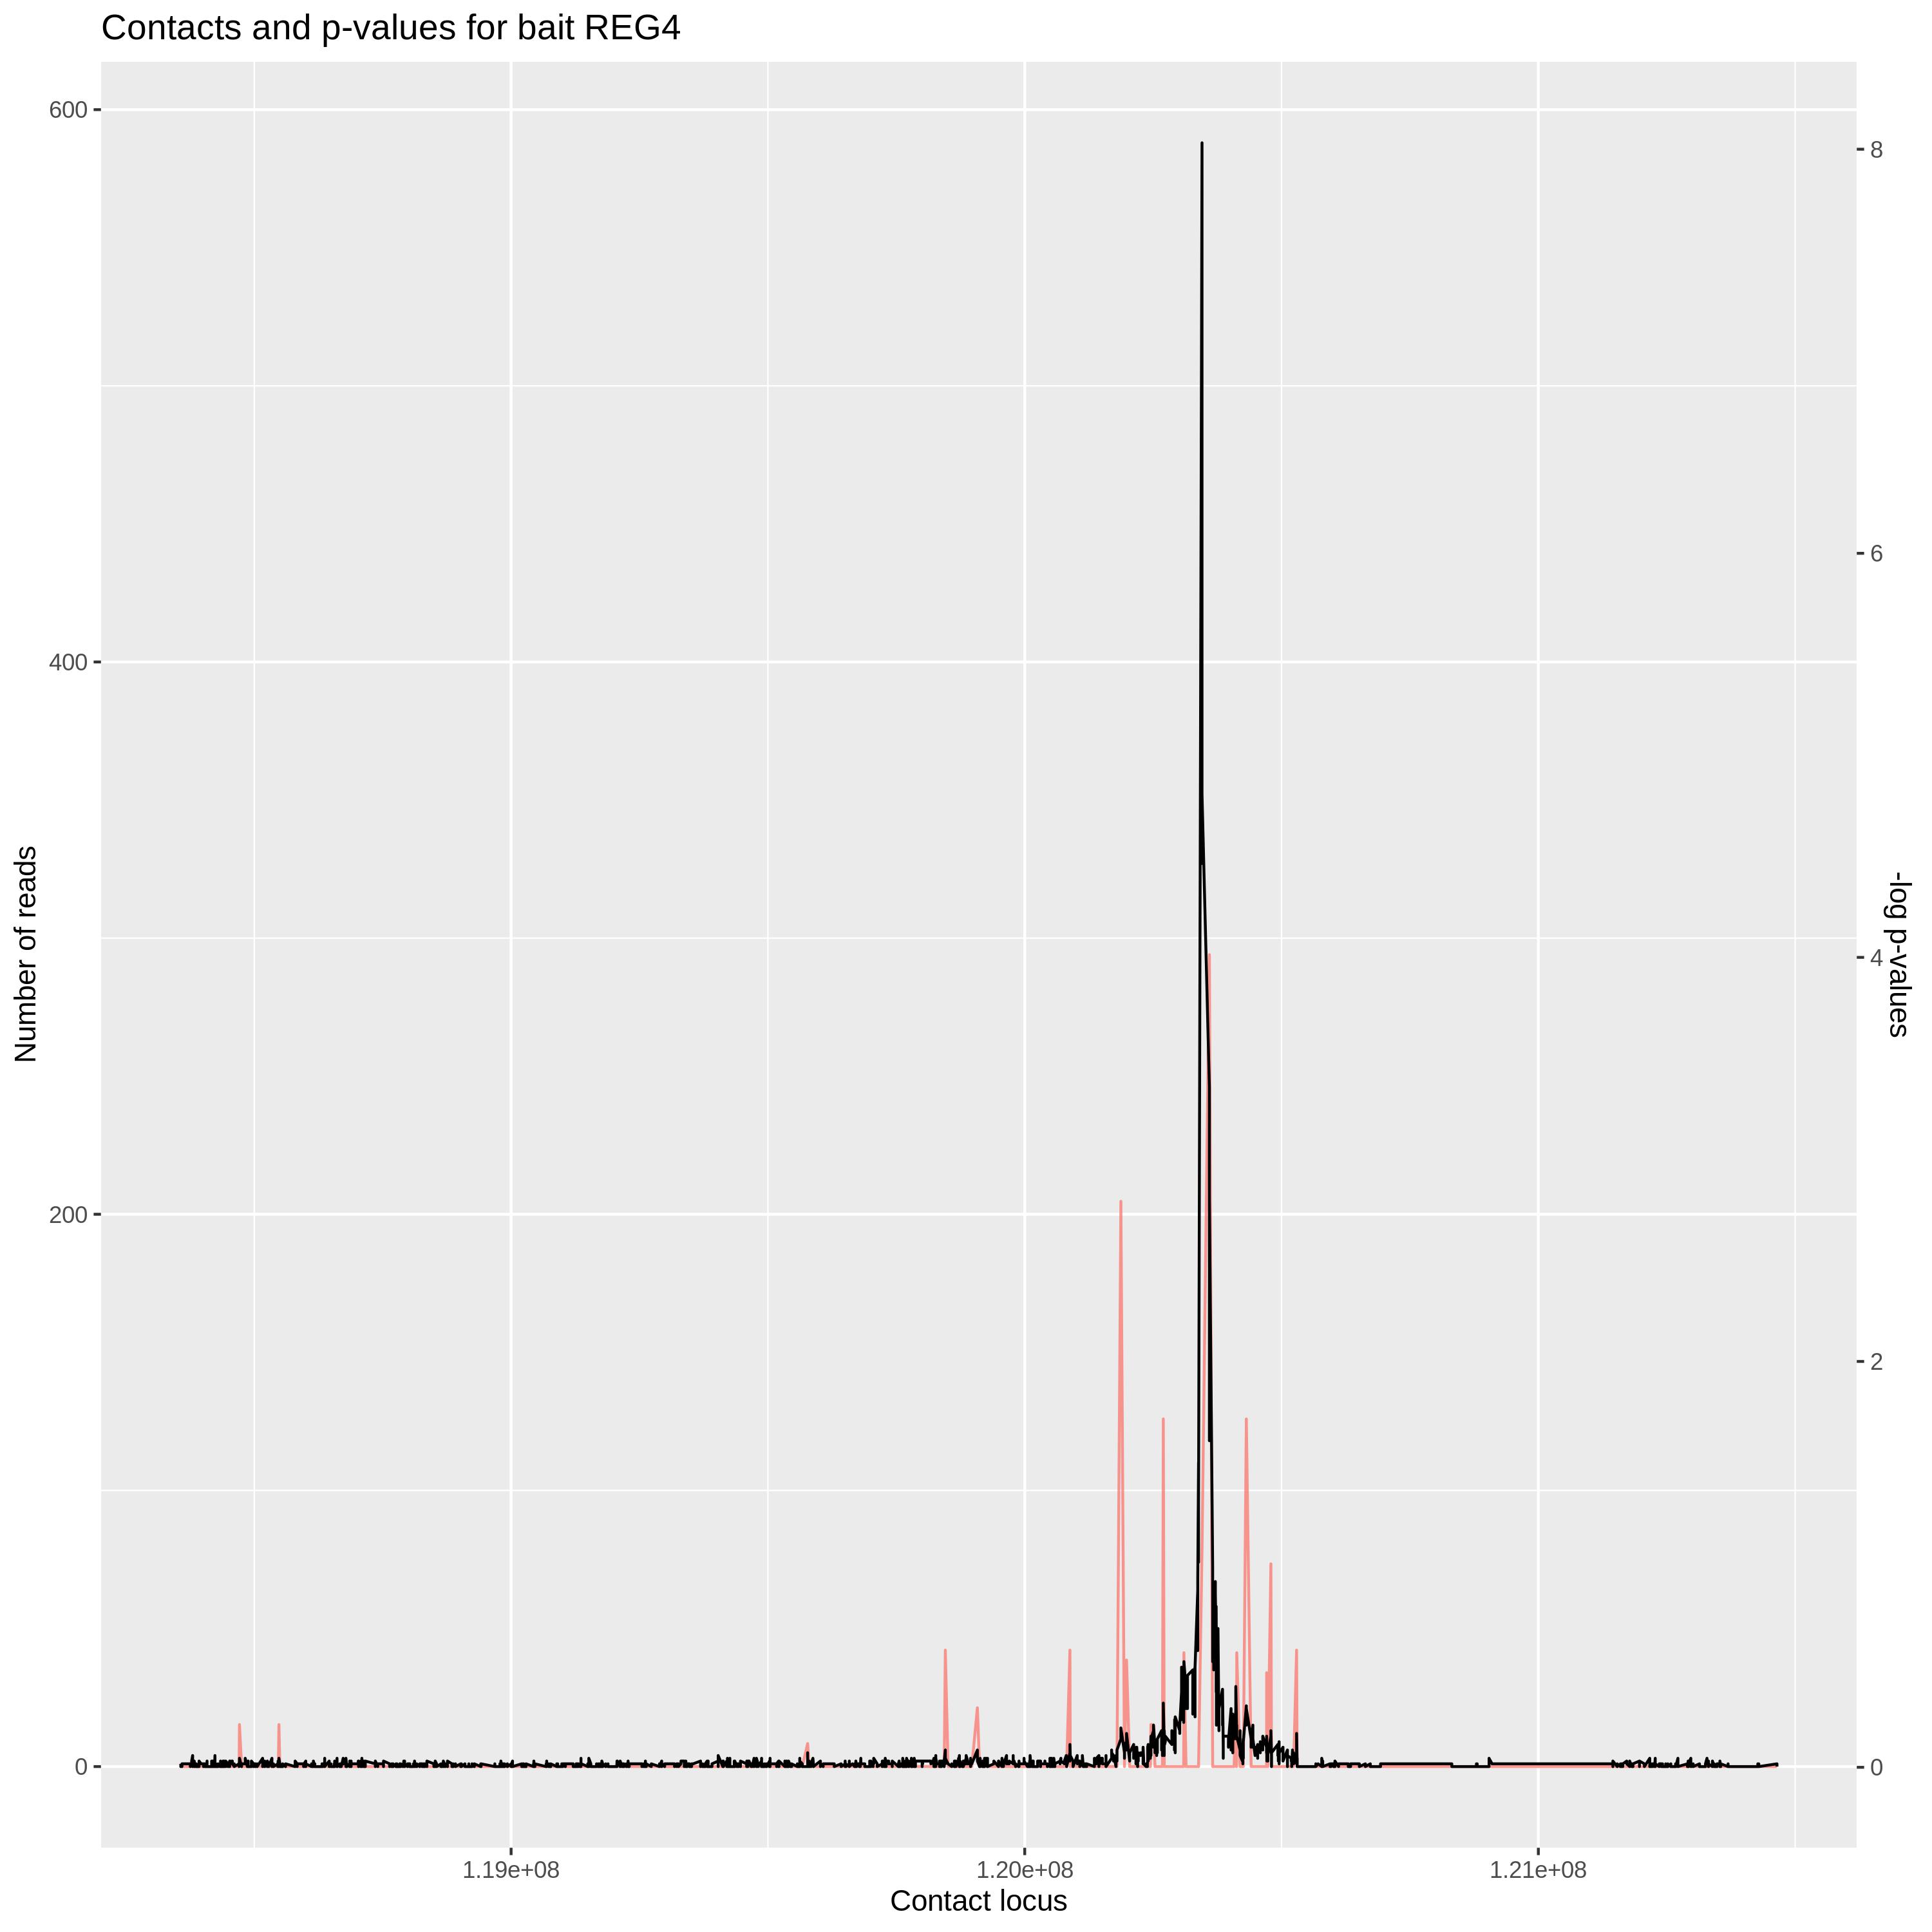 Contacts and p-values for bait REG4
600
400
200
0
Number of reads
8
6
4
2
0
-log p-values
1.19e+08
1.20e+08
1.21e+08
Contact locus